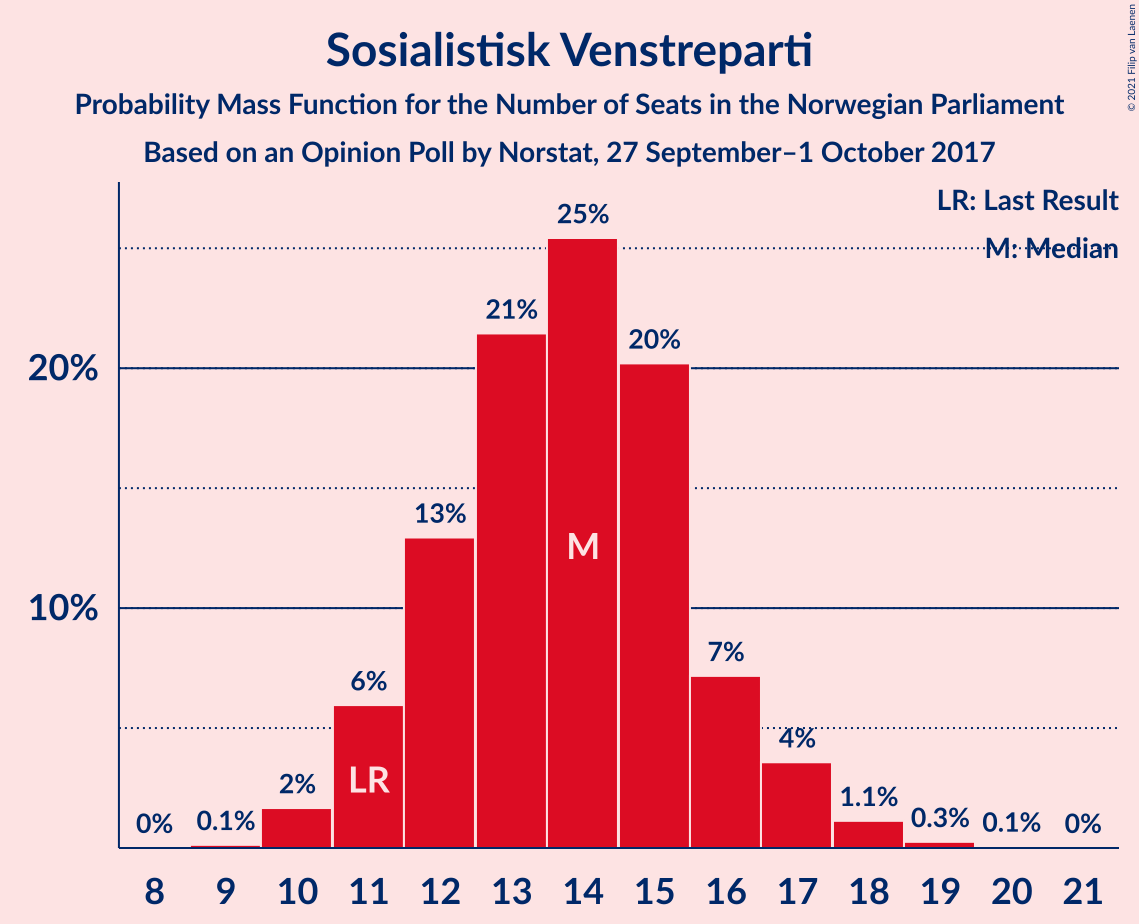 Sosialistisk Venstreparti
Probability Mass Function for the Number of Seats in the Norwegian Parliament
Based on an Opinion Poll by Norstat, 27 September–1 October 2017
© 2021 Filip van Laenen
LR: Last Result
M: Median
25%
21%
20%
20%
13%
M
10%
7%
6%
4%
LR
2%
1.1%
0% 0.1% 0.3% 0.1% 0%
8 9 10 11 12 13 14 15 16 17 18 19 20 21